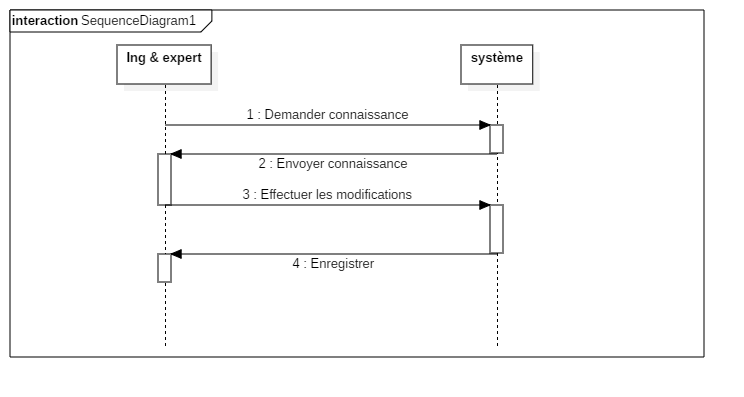 interaction SequenceDiagram1
Ing & expert
système
1 : Demander connaissance
2 : Envoyer connaissance
3 : Effectuer les modifications
4 : Enregistrer